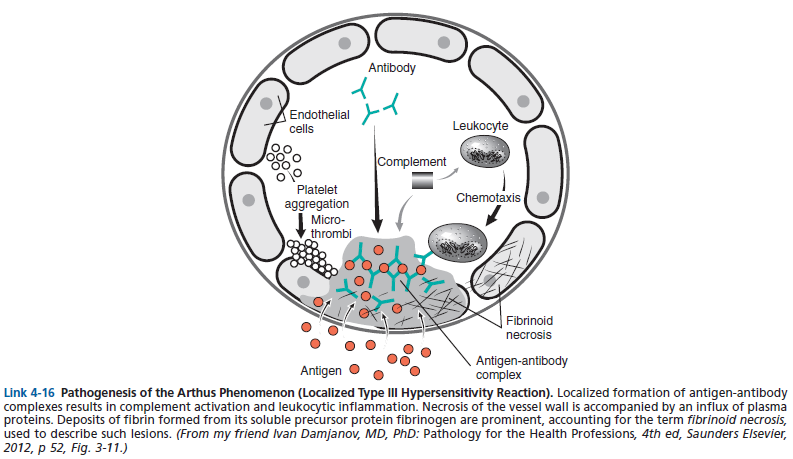 Antibody
Endothelial
cells
Leukocyte
Complement
Chemotaxis
Platelet
aggregation
Micro-
thrombi
Fibrinoid
necrosis
Antigen-antibody
complex
Antigen
Link 4-16 Pathogenesis of the Arthus Phenomenon (Localized Type III Hypersensitivity Reaction). Localized formation of antigen-antibody
complexes results in complement activation and leukocytic inflammation. Necrosis of the vessel wall is accompanied by an influx of plasma
proteins. Deposits of fibrin formed from its soluble precursor protein fibrinogen are prominent, accounting for the term fibrinoid necrosis,
used to describe such lesions. (From my friend Ivan Damjanov, MD, PhD: Pathology for the Health Professions, 4th ed, Saunders Elsevier,
2012, p 52, Fig. 3-11.)